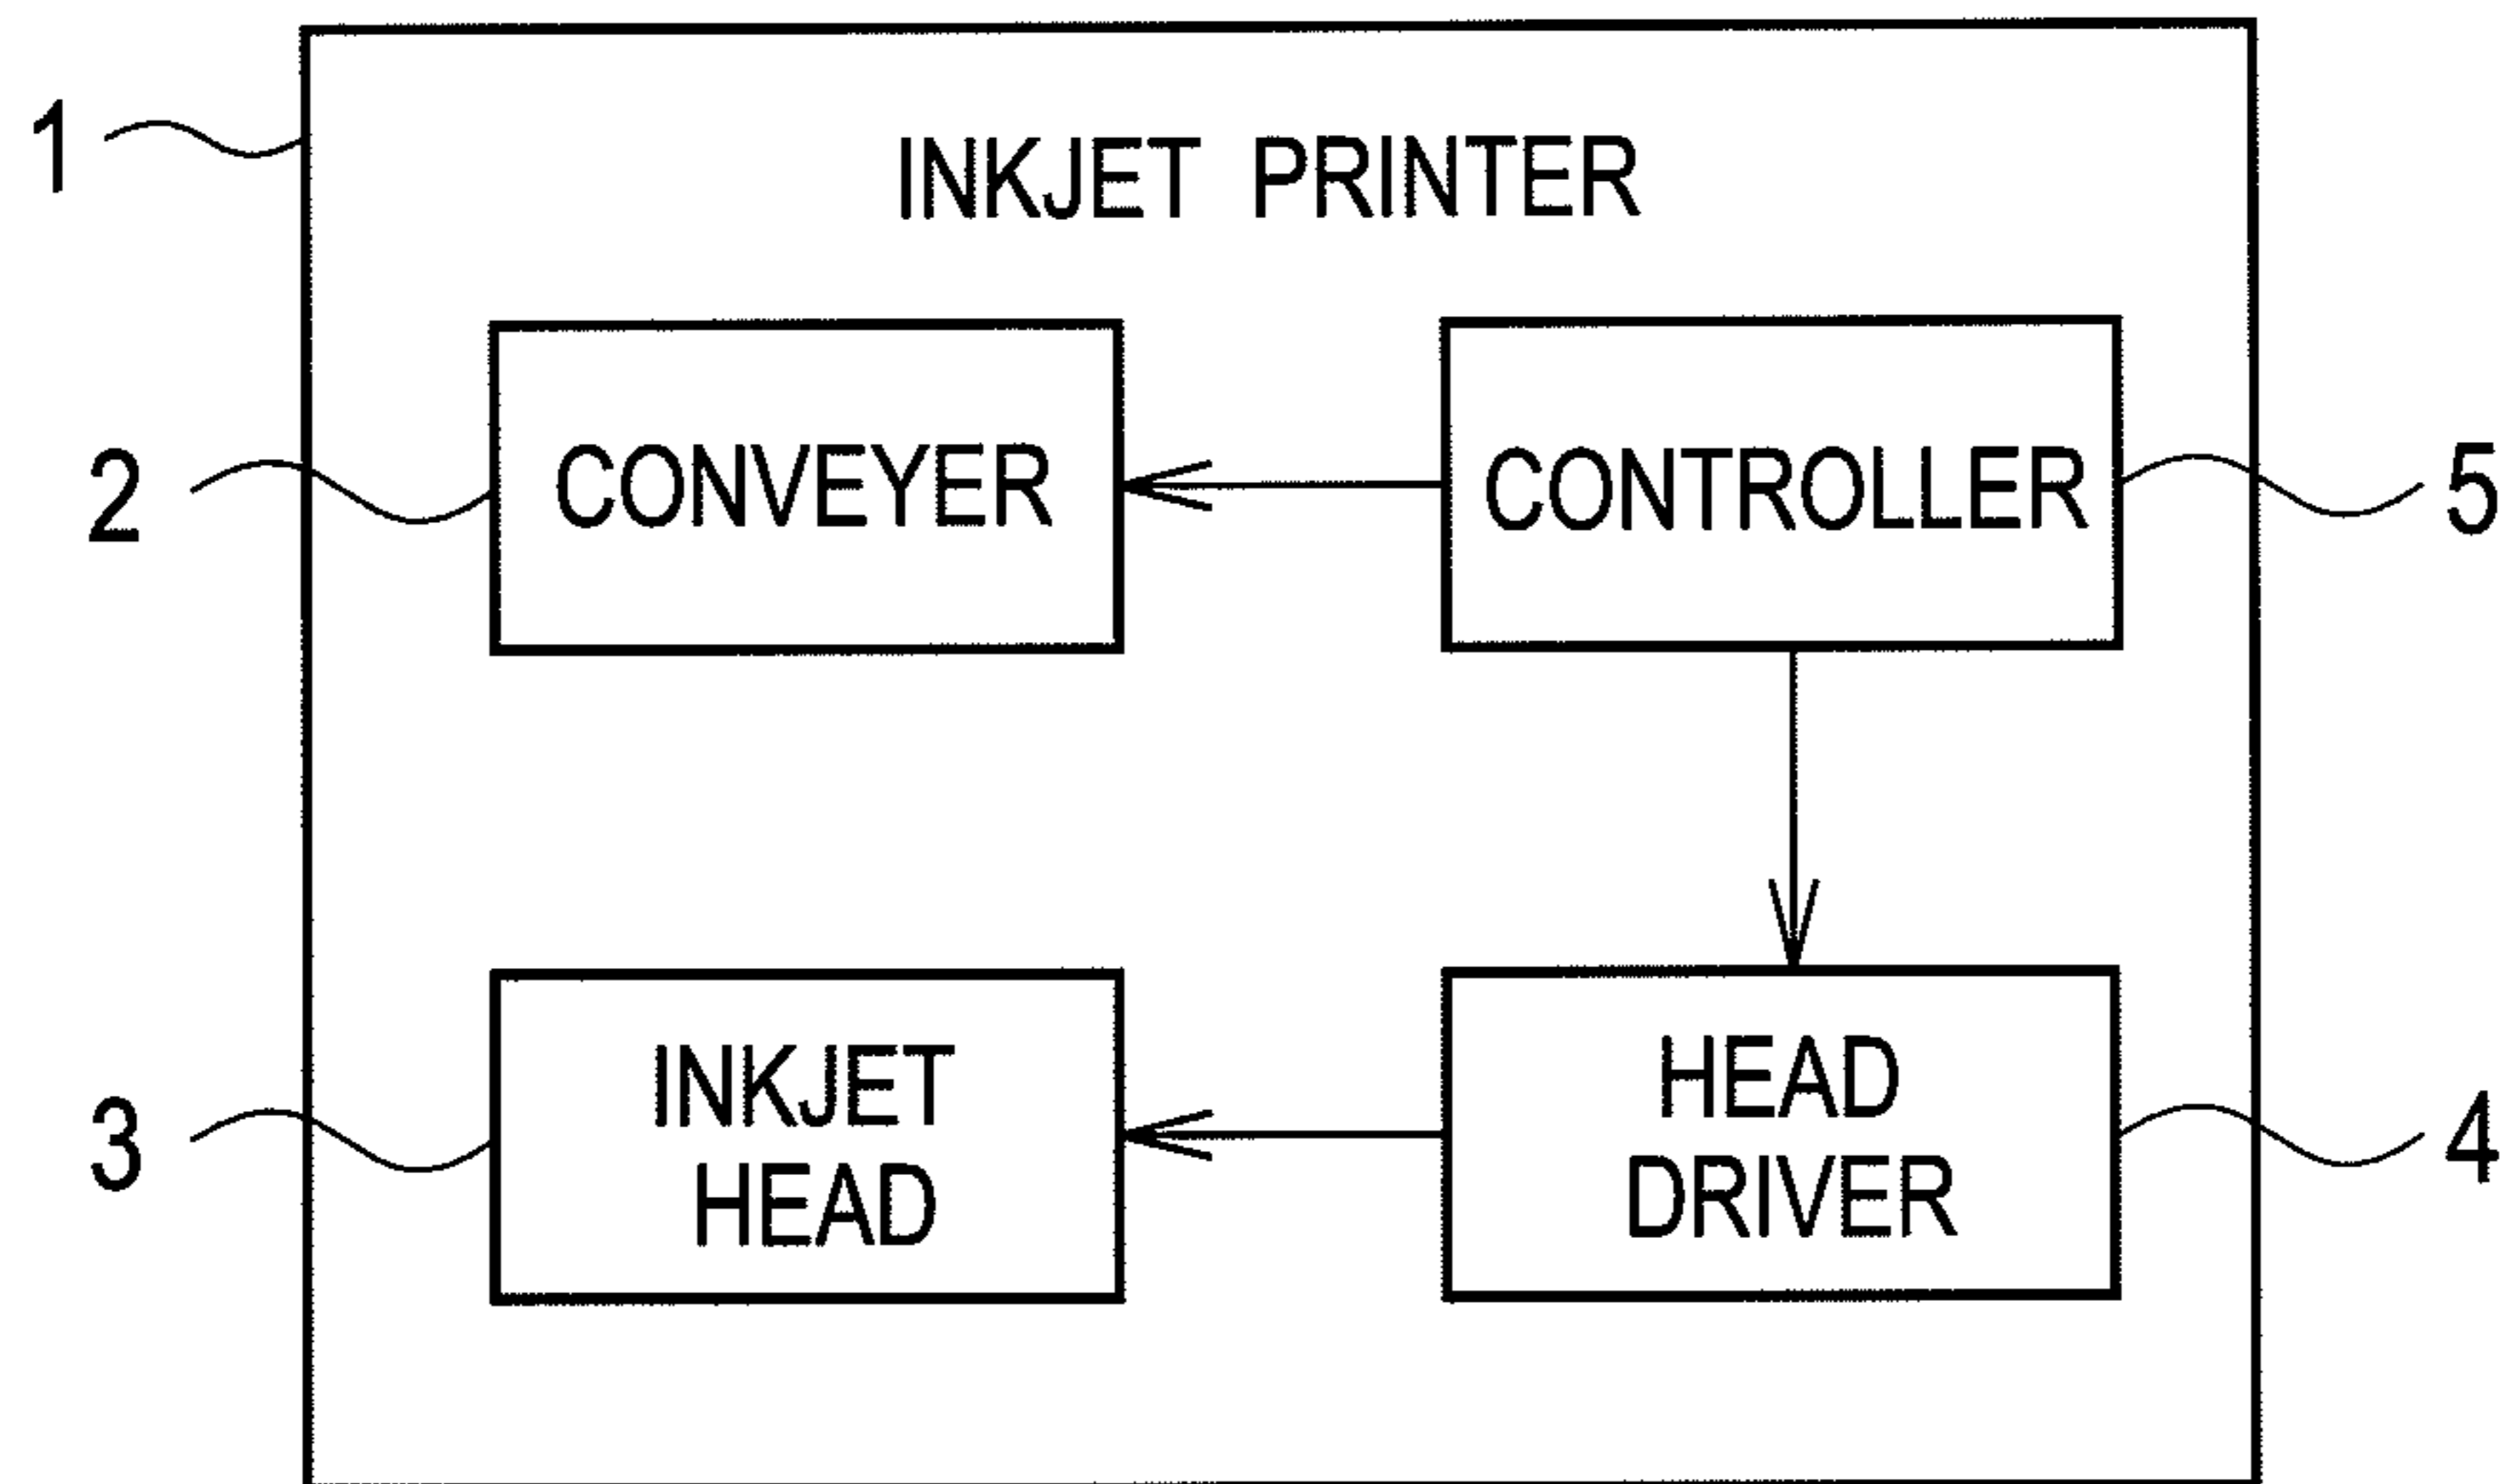 1
INKJET PRINTER
2
CONVEYER
CONTROLLER
5
3
INKJET
HEAD
HEAD
DRIVER
4